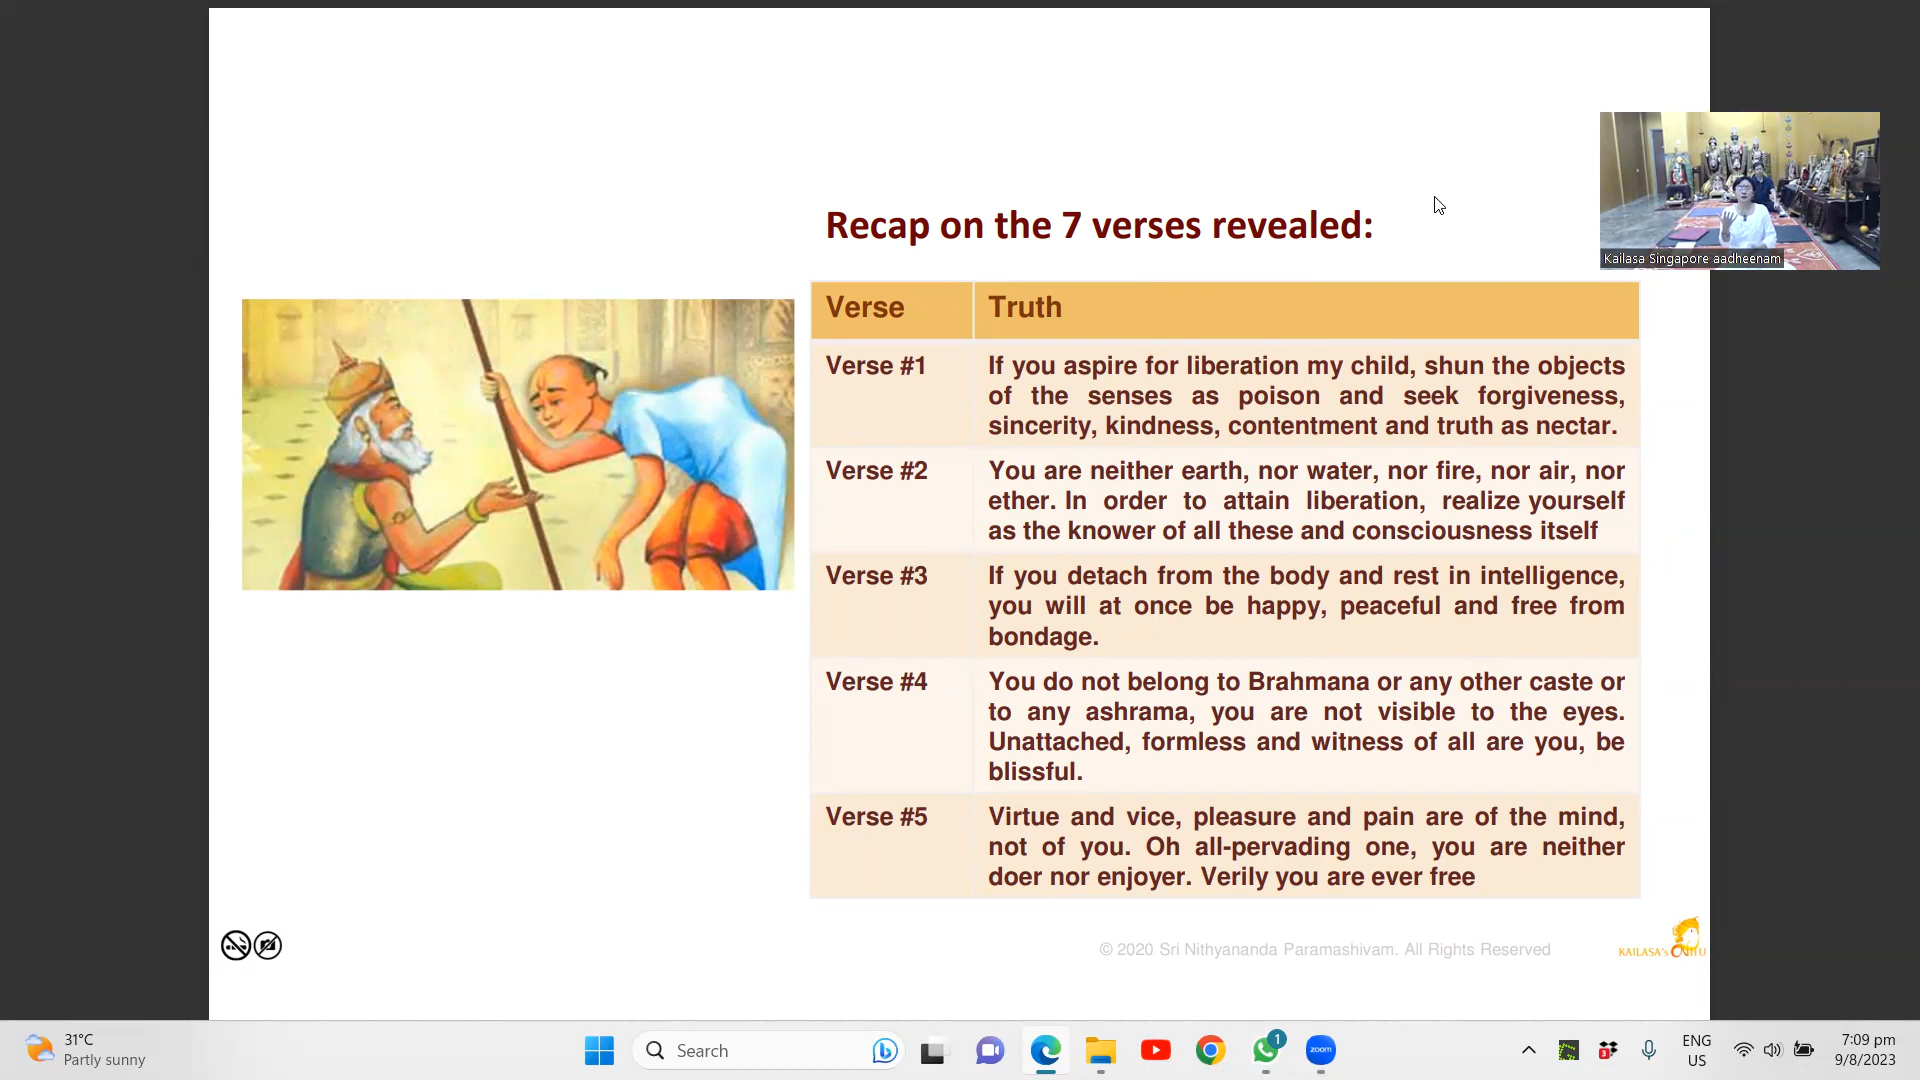 Recap on the 7 verses revealed:
Kailasa Singapore aadheenam
Verse
Truth
Verse #1
If you aspire for liberation my child, shun the objects
of the senses as poison and seek forgiveness,
sincerity, kindness, contentment and truth as nectar.
Verse #2
You are neither earth, nor water, nor fire, nor air, nor
ether. In order to attain liberation, realize yourself
as the knower of all these and consciousness itself
Verse #3
If you detach from the body and rest in intelligence,
you will at once be happy, peaceful and free from
bondage.
Verse #4
You do not belong to Brahmana or any other caste or
to any ashrama, you are not visible to the eyes.
Unattached, formless and witness of all are you, be
blissful.
Verse #5
Virtue and vice, pleasure and pain are of the mind,
not of you. Oh all-pervading one, you are neither
doer nor enjoyer. Verily you are ever free
© 2020 Sri Nithyananda Paramashivam. All Rights Reserved
KAILASA's
31°C
Partly sunny
Search
1
zoom
3
ENG
US
7:09 pm
9/8/2023